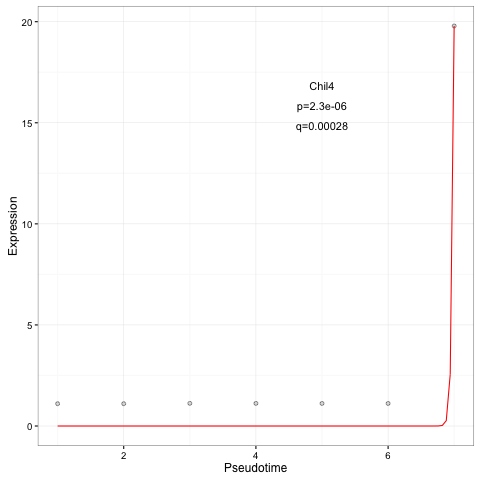 20
15
10
5
0
Expression
Chil4
p=2.3e-06
q=0.00028
2 4 6
Pseudotime